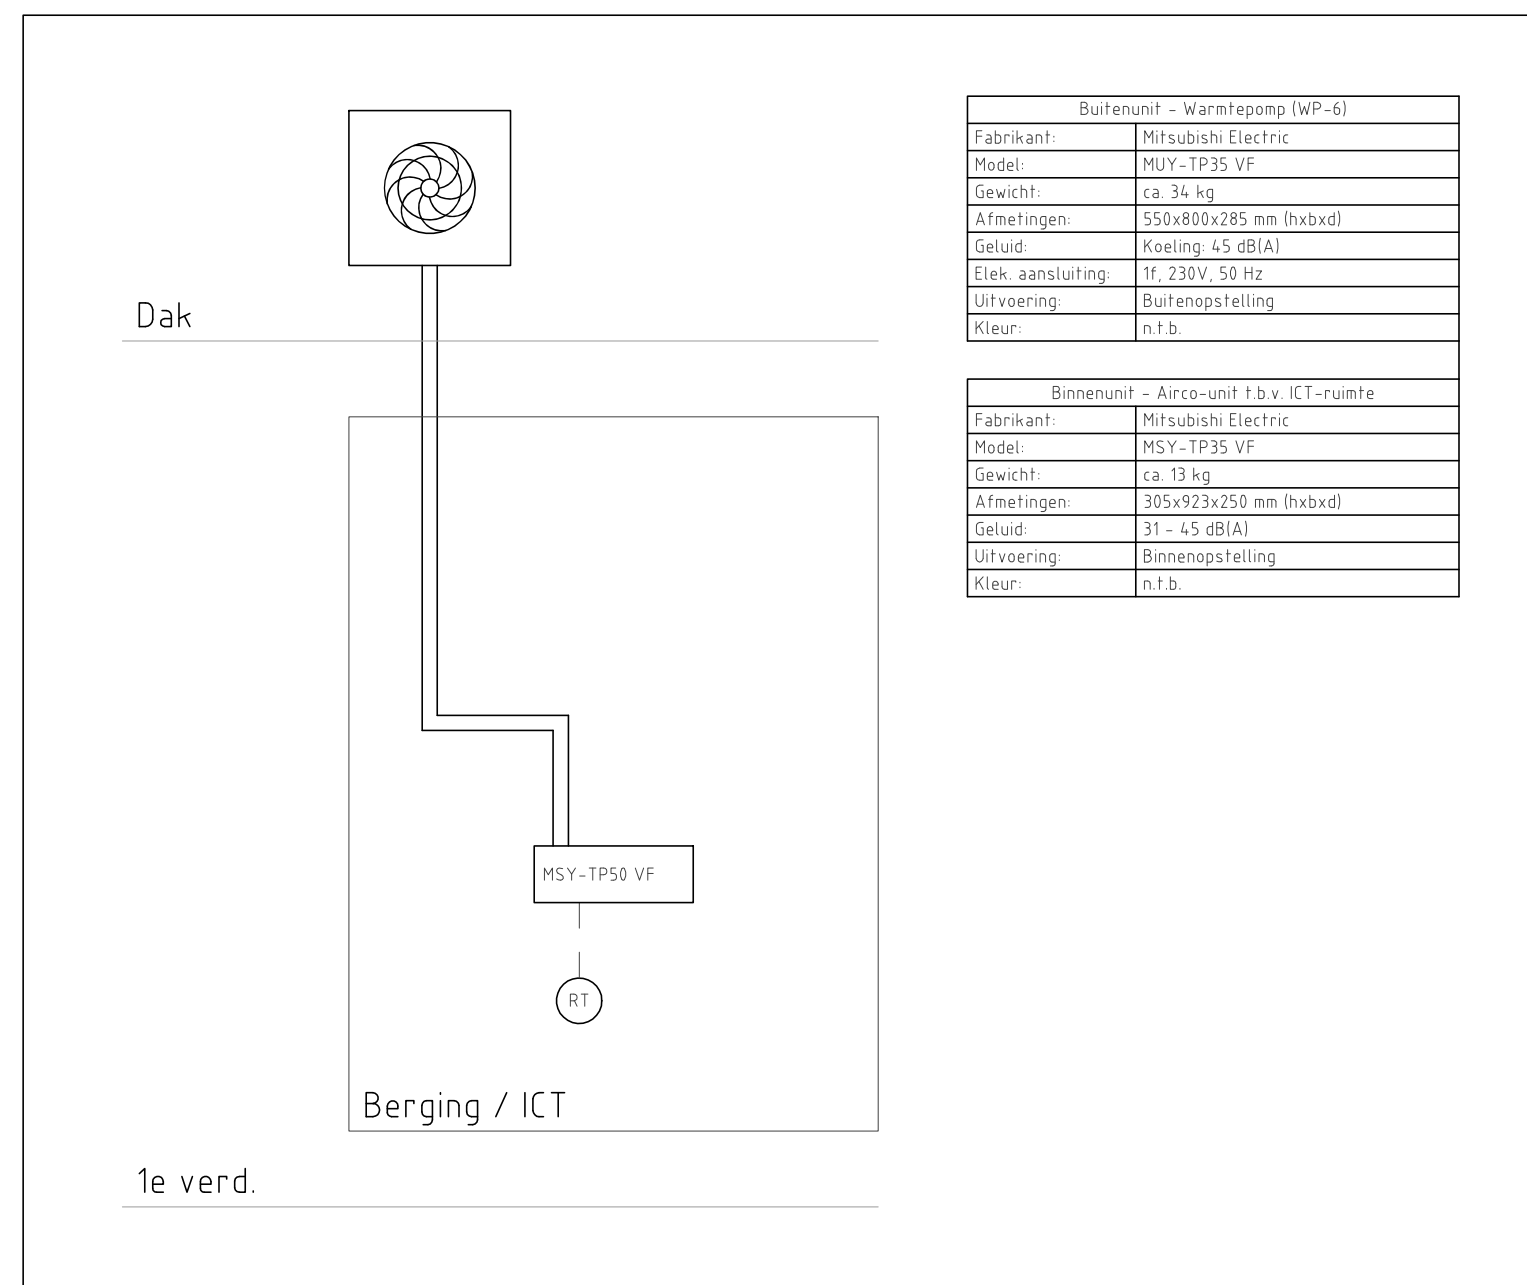 Buitenunit - Warmtepomp (WP-6)
Fabrikant: Mitsubishi Electric
Model: MUY-TP35 VF
Gewicht: ca. 34 kg
Afmetingen: 550x800x285 mm (hxbxd)
Geluid: Koeling: 45 dB(A)
Elek. aansluiting: 1f, 230V, 50 Hz
Uitvoering: Buitenopstelling
Kleur: n.t.b.
Dak
Binnenunit - Airco-unit t.b.v. ICT-ruimte
Fabrikant: Mitsubishi Electric
Model: MSY-TP35 VF
Gewicht: ca. 13 kg
Afmetingen: 305x923x250 mm (hxbxd)
Geluid: 31 - 45 dB(A)
Uitvoering: Binnenopstelling
Kleur: n.t.b.
MSY-TP50 VF
RT
Berging / ICT
1e verd.